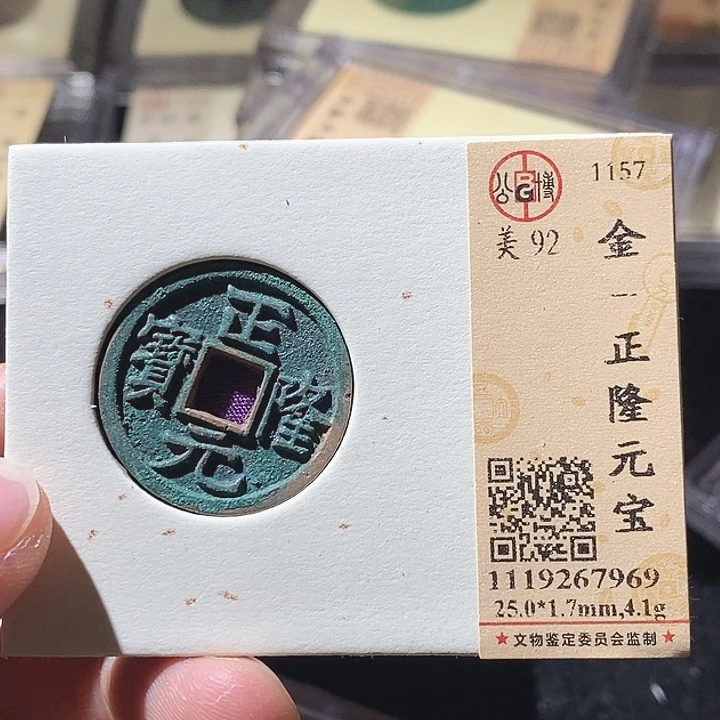 正隆元寶
公博
BG
1157
美 92
金 — 正隆元宝
1119267969
25.0*1.7mm,4.1g
★文物鉴定委员会监制★